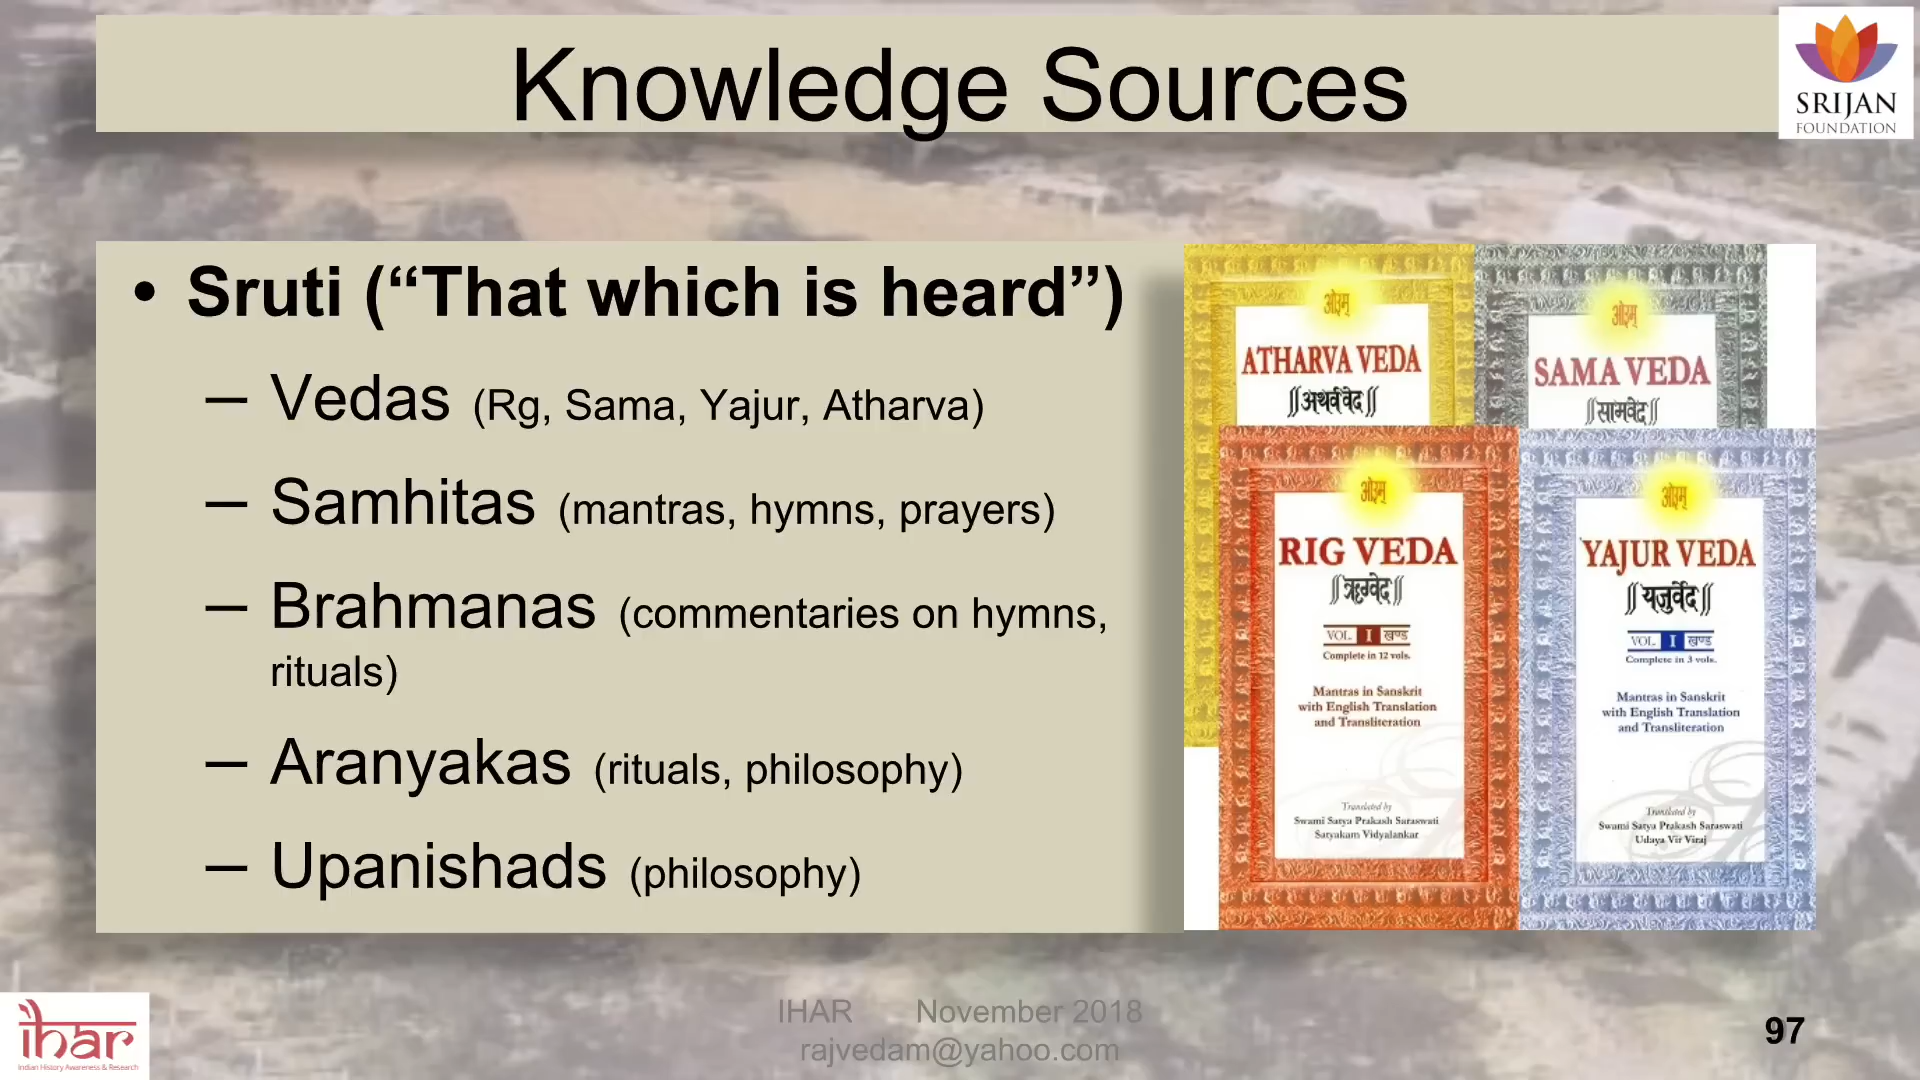 Knowledge Sources
SRIJAN
FOUNDATION
• Sruti (“That which is heard”)
– Vedas (Rg, Sama, Yajur, Atharva)
– Samhitas (mantras, hymns, prayers)
– Brahmanas (commentaries on hymns,
rituals)
– Aranyakas (rituals, philosophy)
– Upanishads (philosophy)
ओ३म्
ATHARVA VEDA
॥अथर्ववेद॥
ओ३म्
SAMA VEDA
॥सामवेद॥
ओ३म्
RIG VEDA
॥ऋग्वेद॥
VOL. I खण्ड
Complete in 12 vols.
Mantras in Sanskrit
with English Translation
and Transliteration
Translated by
Swami Satya Prakash Saraswati
Satyakam Vidyalankar
ओ३म्
YAJUR VEDA
॥यजुर्वेद॥
VOL. I खण्ड
Complete in 3 vols.
Mantras in Sanskrit
with English Translation
and Transliteration
Translated by
Swami Satya Prakash Saraswati
Udaya Vir Viraj
ihar
Indian History Awareness & Research
IHAR November 2018
rajvedam@yahoo.com
97